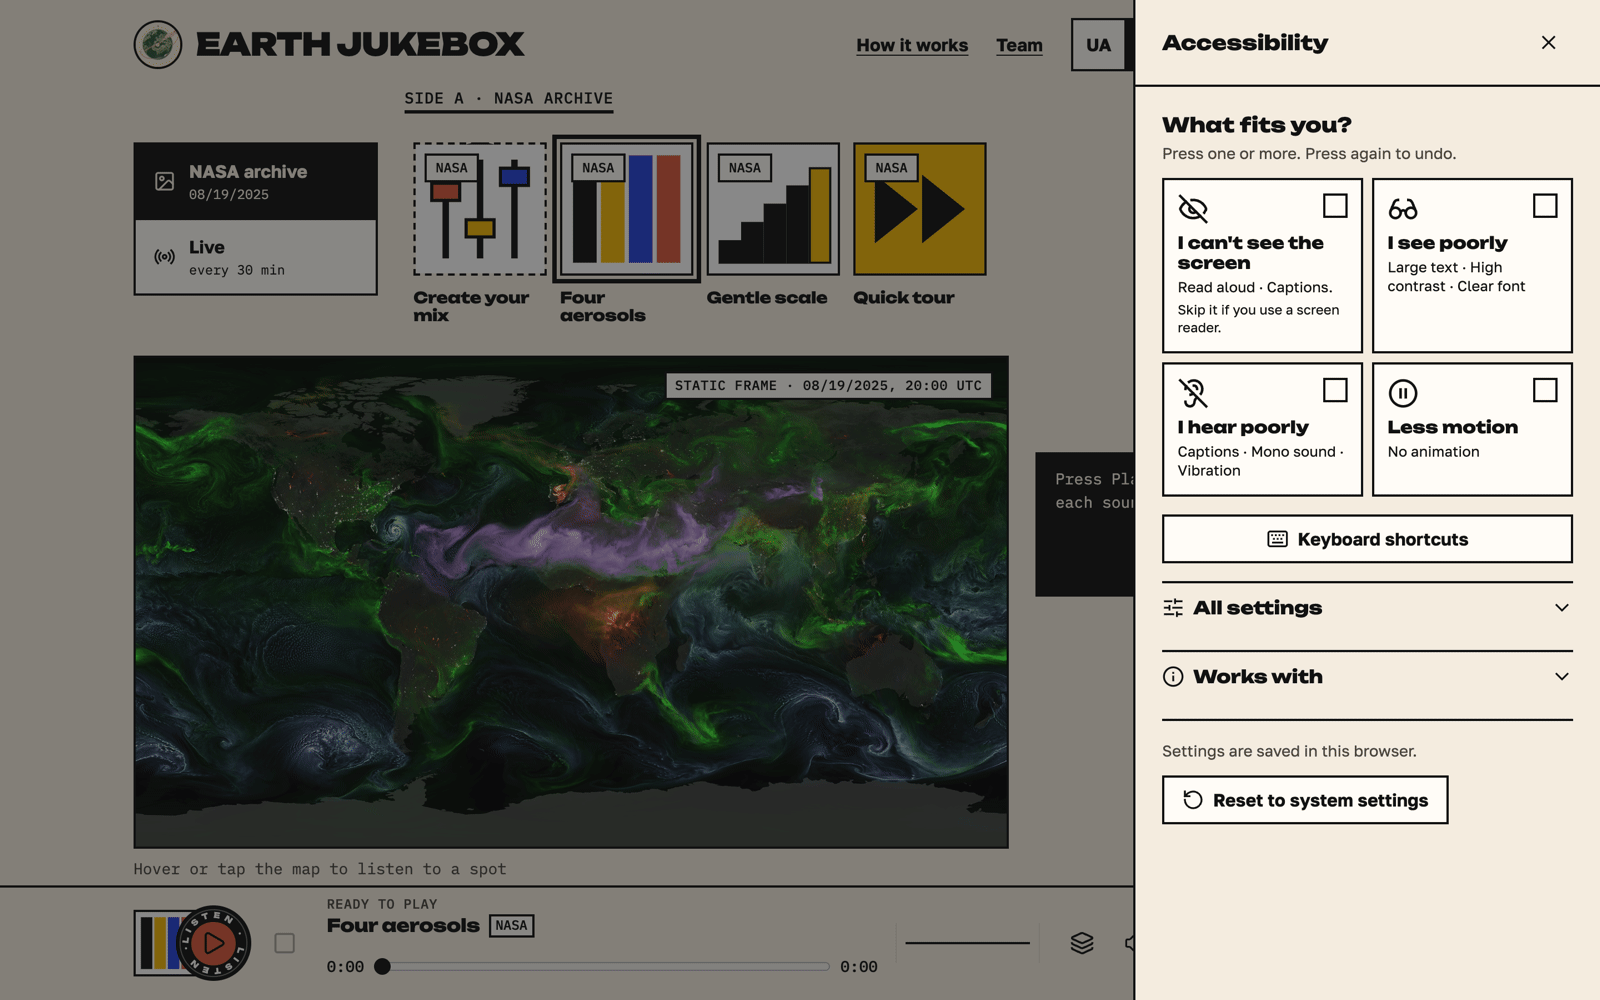 EARTH JUKEBOX
How it works
Team
UA
SIDE A · NASA ARCHIVE
NASA archive
08/19/2025
Live
every 30 min
NASA
Create your
mix
NASA
Four
aerosols
NASA
Gentle scale
NASA
Quick tour
STATIC FRAME · 08/19/2025, 20:00 UTC
Press
each
Hover or tap the map to listen to a spot
LISTEN · LISTEN ·
READY TO PLAY
Four aerosols NASA
0:00
0:00
Accessibility
What fits you?
Press one or more. Press again to undo.
I can't see the
screen
Read aloud · Captions.
Skip it if you use a screen
reader.
I see poorly
Large text · High
contrast · Clear font
I hear poorly
Captions · Mono sound ·
Vibration
Less motion
No animation
Keyboard shortcuts
All settings
Works with
Settings are saved in this browser.
Reset to system settings